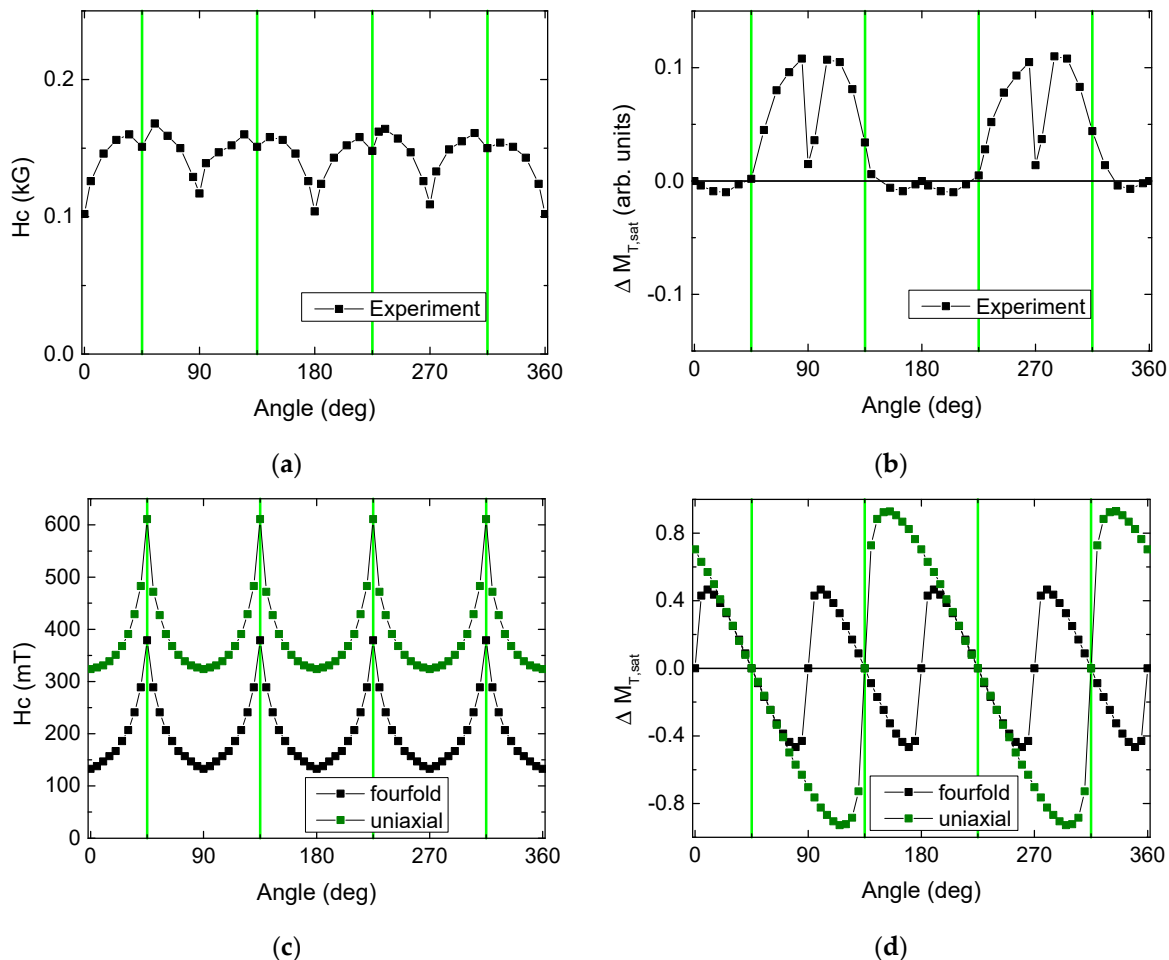 0.2
0.1
0.0
Hc (kG)
Experiment
0 90 180 270 360
Angle (deg)
(a)
0.1
0.0
-0.1
Δ M_T,sat (arb. units)
Experiment
0 90 180 270 360
Angle (deg)
(b)
600
500
400
300
200
100
0
Hc (mT)
fourfold
uniaxial
0 90 180 270 360
Angle (deg)
(c)
0.8
0.4
0.0
-0.4
-0.8
Δ M_T,sat
fourfold
uniaxial
0 90 180 270 360
Angle (deg)
(d)